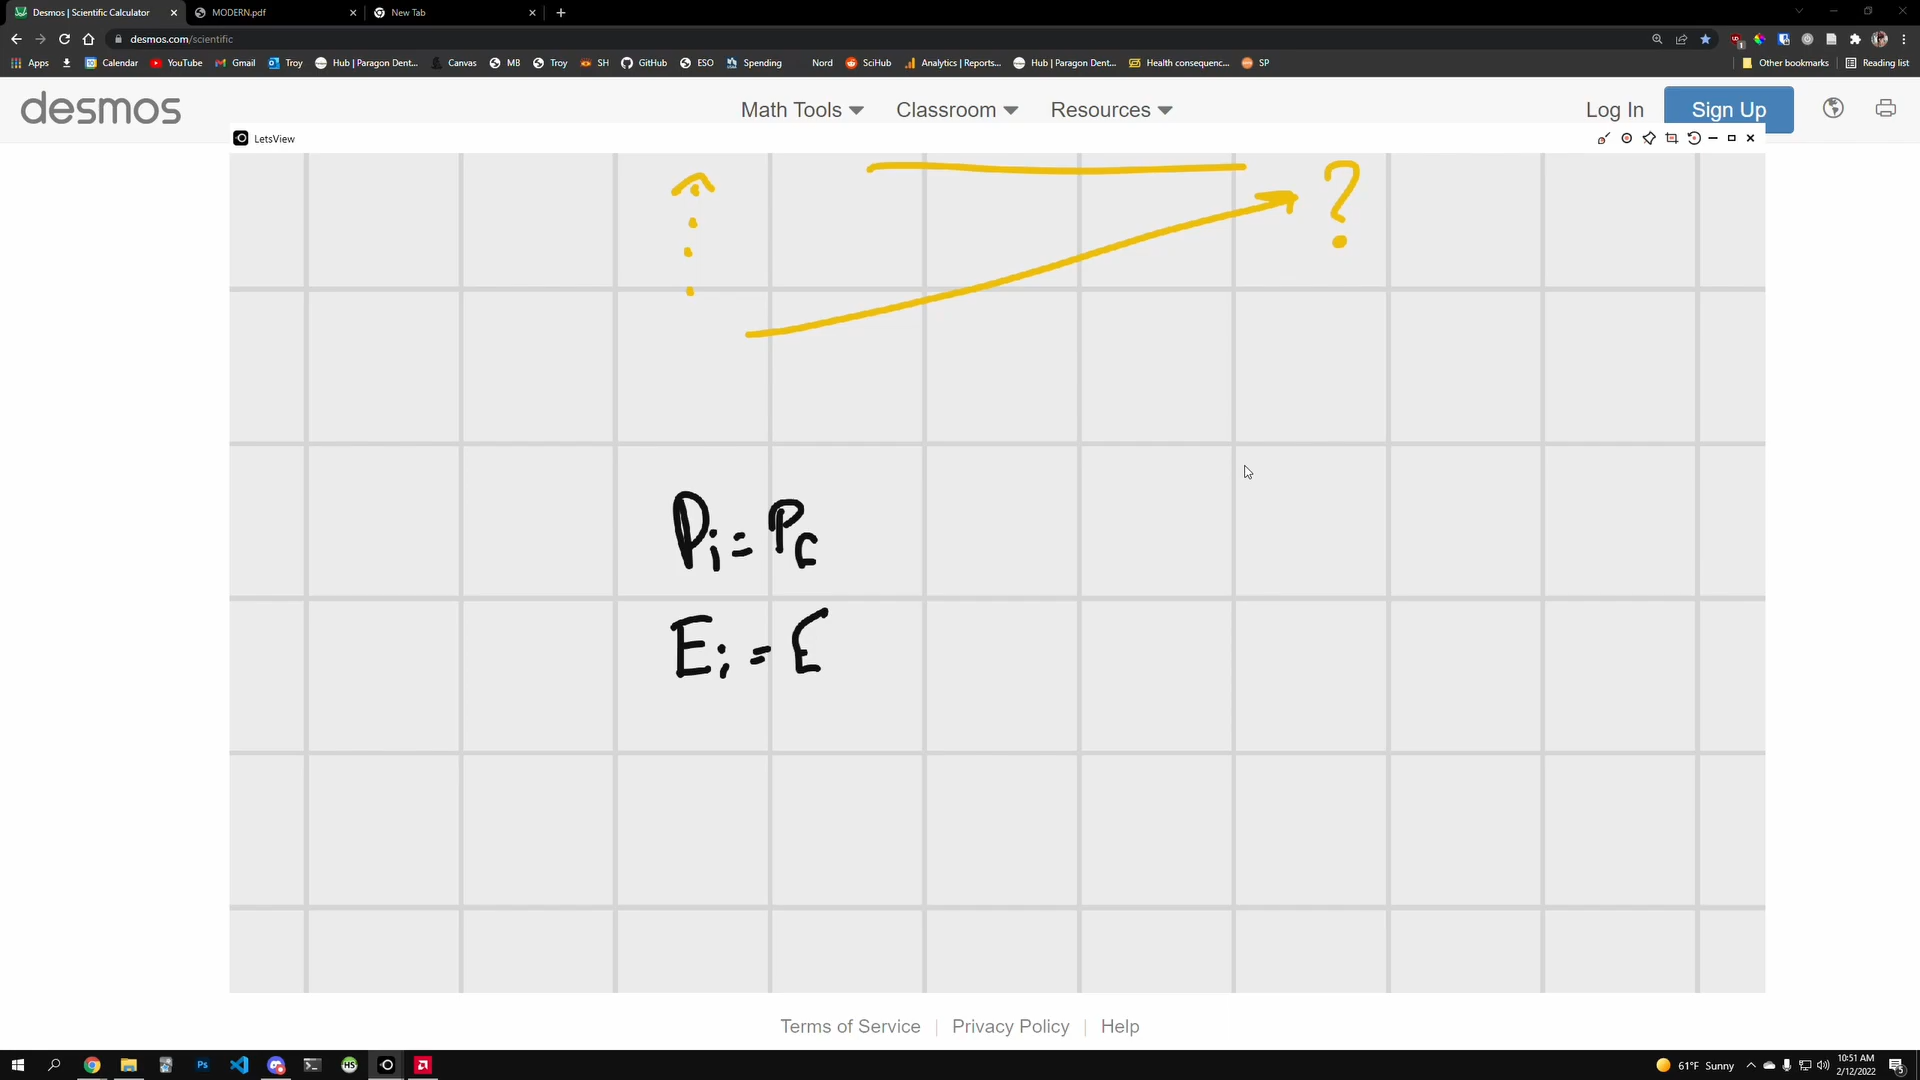 Desmos | Scientific Calculator MODERN.pdf New Tab
desmos.com/scientific
Apps Calendar YouTube Gmail Troy Hub | Paragon Dent... Canvas MB Troy SH GitHub ESO Spending Nord SciHub Analytics | Reports... Hub | Paragon Dent... Health consequenc... SP Other bookmarks Reading list
desmos Math Tools Classroom Resources Log In Sign Up
LetsView
?
Pi = P
Ei = E
Terms of Service | Privacy Policy | Help
Ps HS 61°F Sunny 10:51 AM
2/12/2022 5